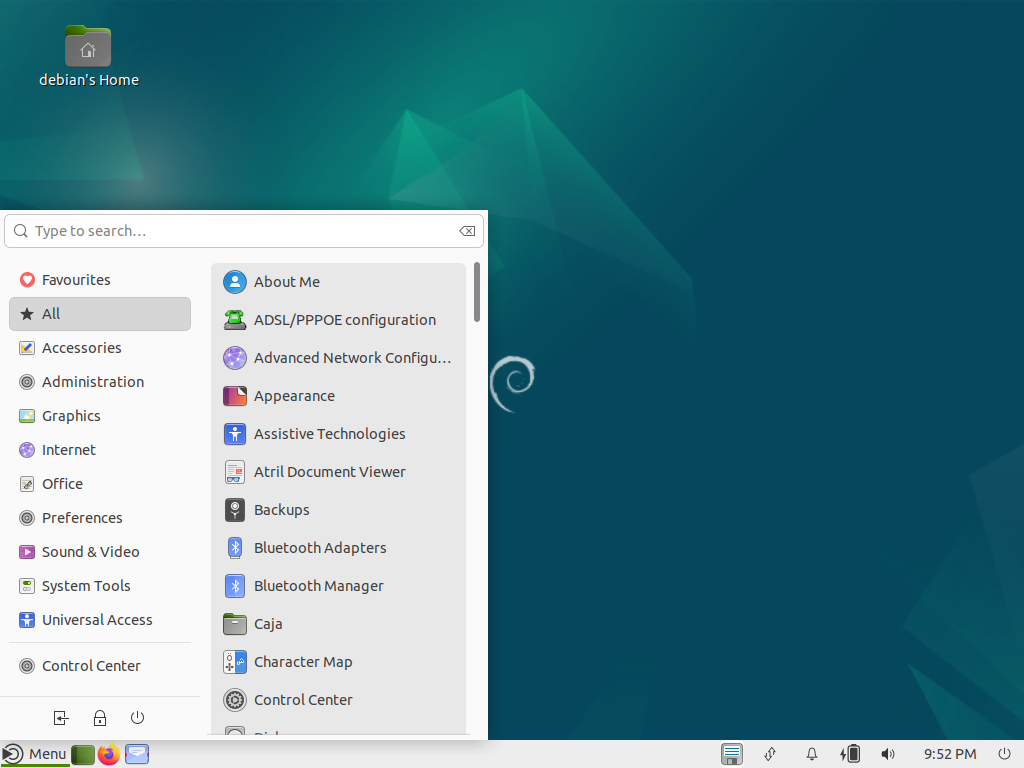 debian's Home
Type to search...
Favourites
All
Accessories
Administration
Graphics
Internet
Office
Preferences
Sound & Video
System Tools
Universal Access
Control Center
About Me
ADSL/PPPOE configuration
Advanced Network Configu...
Appearance
Assistive Technologies
Atril Document Viewer
Backups
Bluetooth Adapters
Bluetooth Manager
Caja
Character Map
Control Center
Menu
9:52 PM